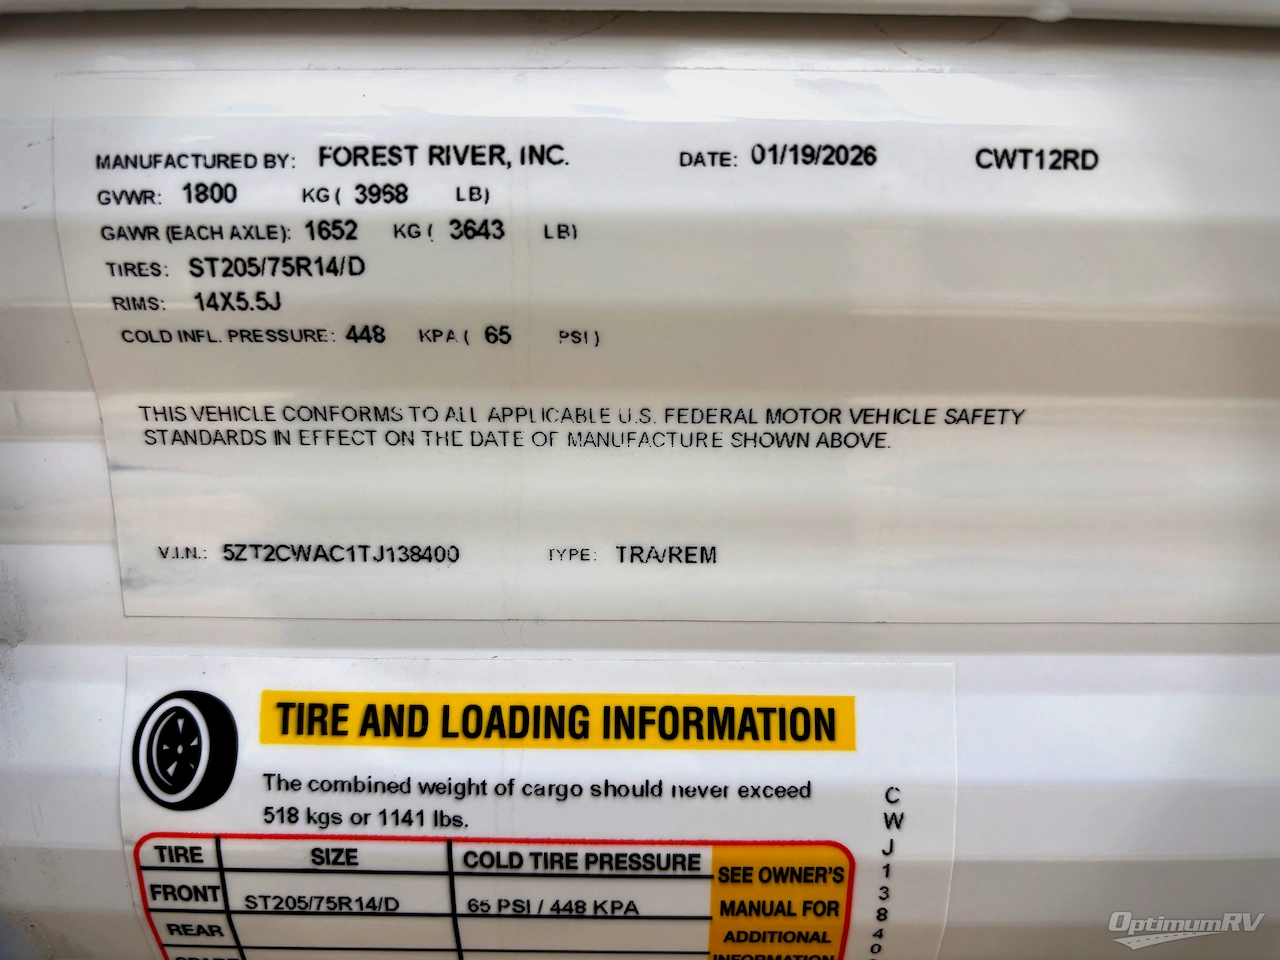 MANUFACTURED BY: FOREST RIVER, INC. DATE: 01/19/2026 CWT12RD
GVWR: 1800 KG ( 3968 LB)
GAWR (EACH AXLE): 1652 KG ( 3643 LB)
TIRES: ST205/75R14/D
RIMS: 14X5.5J
COLD INFL. PRESSURE: 448 KPA ( 65 PSI )
THIS VEHICLE CONFORMS TO ALL APPLICABLE U.S. FEDERAL MOTOR VEHICLE SAFETY
STANDARDS IN EFFECT ON THE DATE OF MANUFACTURE SHOWN ABOVE.
V.I.N.: 5ZT2CWAC1TJ138400 TYPE: TRA/REM
TIRE AND LOADING INFORMATION
The combined weight of cargo should never exceed
518 kgs or 1141 lbs.
TIRE SIZE COLD TIRE PRESSURE
FRONT ST205/75R14/D 65 PSI / 448 KPA
REAR
SEE OWNER'S
MANUAL FOR
ADDITIONAL
INFORMATION
CWJ13840
OptimumRV